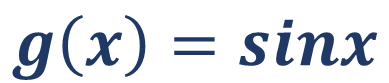 g(x) = sinx